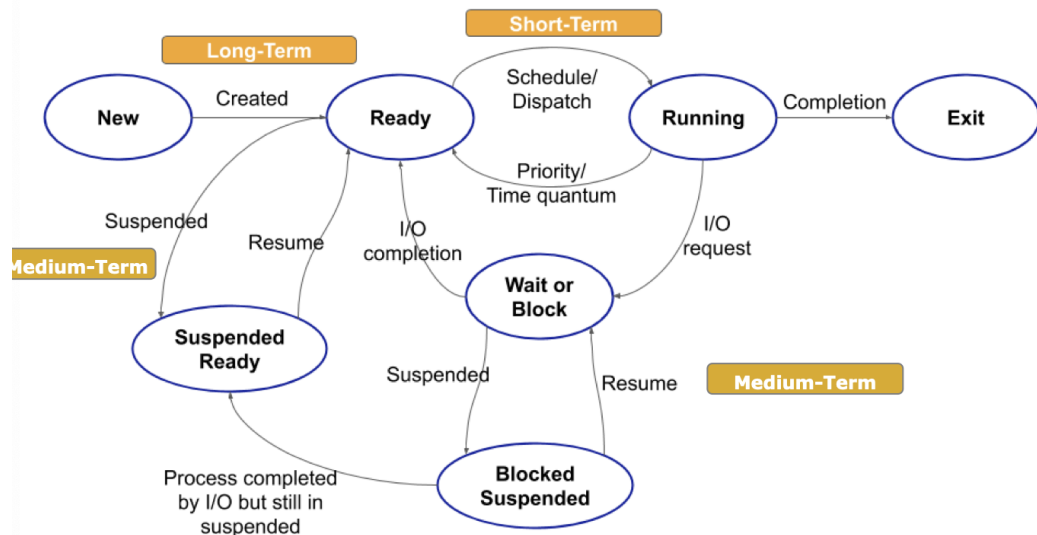 Short-Term
Long-Term
New
Created
Ready
Schedule/
Dispatch
Running
Completion
Exit
Priority/
Time quantum
Suspended
Resume
I/O
completion
I/O
request
Medium-Term
Wait or
Block
Suspended
Ready
Suspended
Resume
Medium-Term
Process completed
by I/O but still in
suspended
Blocked
Suspended